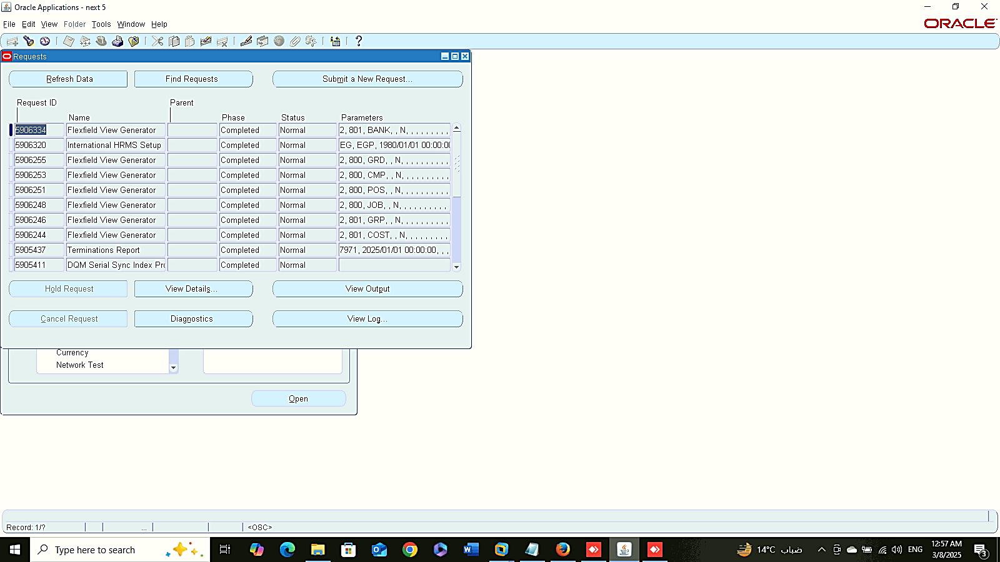 Oracle Applications - next 5
File Edit View Folder Tools Window Help
ORACLE
Requests
Refresh Data Find Requests Submit a New Request...
Request ID Parent
Name Phase Status Parameters
5906334 Flexfield View Generator Completed Normal 2, 801, BANK, , N, , , , , , , , ,
5906320 International HRMS Setup Completed Normal EG, EGP, 1980/01/01 00:00:00
5906255 Flexfield View Generator Completed Normal 2, 800, GRD, , N, , , , , , , , , ,
5906253 Flexfield View Generator Completed Normal 2, 800, CMP, , N, , , , , , , , , ,
5906251 Flexfield View Generator Completed Normal 2, 800, POS, , N, , , , , , , , , ,
5906248 Flexfield View Generator Completed Normal 2, 800, JOB, , N, , , , , , , , , ,
5906246 Flexfield View Generator Completed Normal 2, 801, GRP, , N, , , , , , , , , ,
5906244 Flexfield View Generator Completed Normal 2, 801, COST, , N, , , , , , , , ,
5905437 Terminations Report Completed Normal 7971, 2025/01/01 00:00:00, , ,
5905411 DQM Serial Sync Index Pro Completed Normal
Hold Request View Details... View Output
Cancel Request Diagnostics View Log...
Currency
Network Test
Open
Record: 1/? ... <OSC>
Type here to search 14°C ضباب ENG 12:57 AM
3/8/2025 3